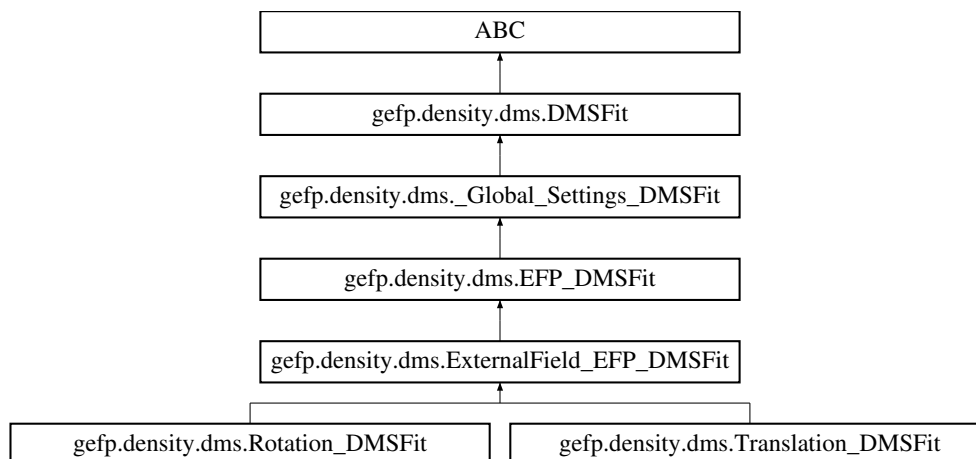 ABC
gefp.density.dms.DMSFit
gefp.density.dms._Global_Settings_DMSFit
gefp.density.dms.EFP_DMSFit
gefp.density.dms.ExternalField_EFP_DMSFit
gefp.density.dms.Rotation_DMSFit
gefp.density.dms.Translation_DMSFit